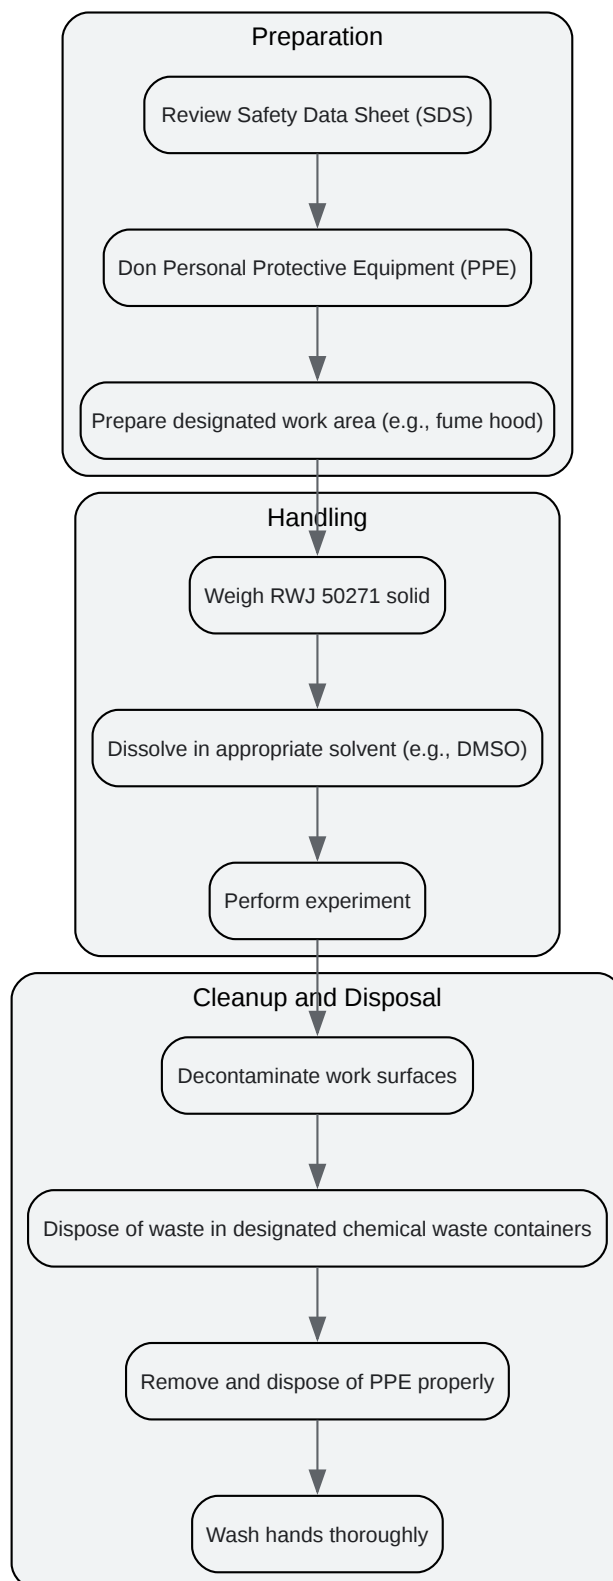 Preparation
Review Safety Data Sheet (SDS)
Don Personal Protective Equipment (PPE)
Prepare designated work area (e.g., fume hood)
Handling
Weigh RWJ 50271 solid
Dissolve in appropriate solvent (e.g., DMSO)
Perform experiment
Cleanup and Disposal
Decontaminate work surfaces
Dispose of waste in designated chemical waste containers
Remove and dispose of PPE properly
Wash hands thoroughly